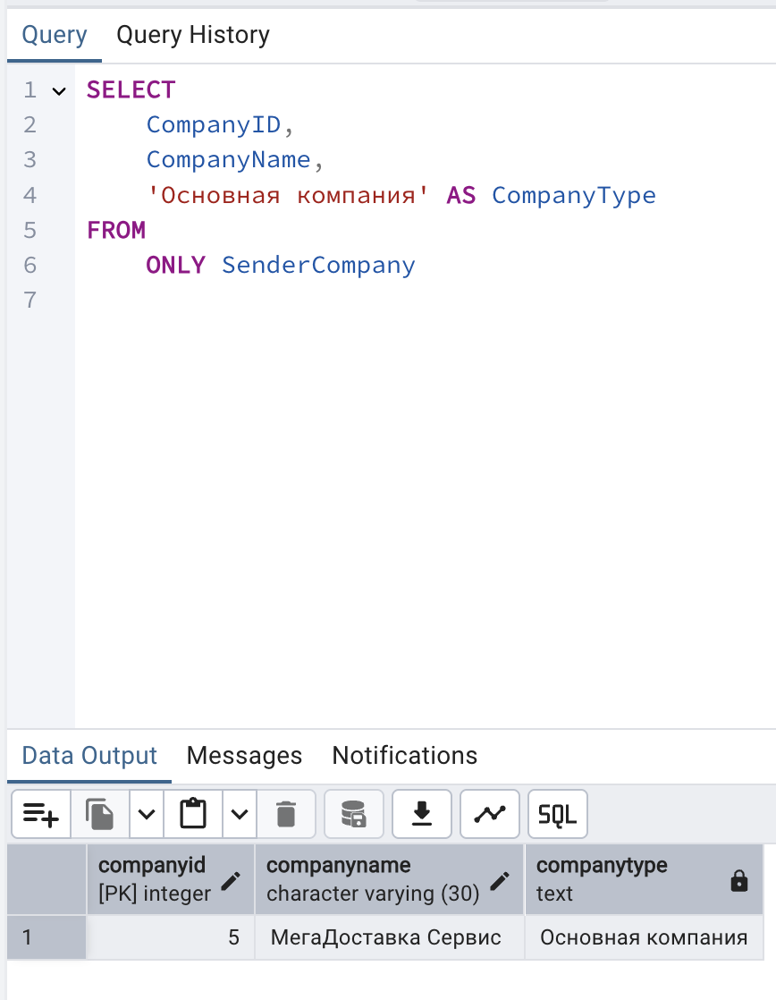 Query Query History
1 SELECT
2 CompanyID,
3 CompanyName,
4 'Основная компания' AS CompanyType
5 FROM
6 ONLY SenderCompany
7
Data Output Messages Notifications
SQL
companyid companyname companytype
[PK] integer character varying (30) text
1 5 МегаДоставка Сервис Основная компания